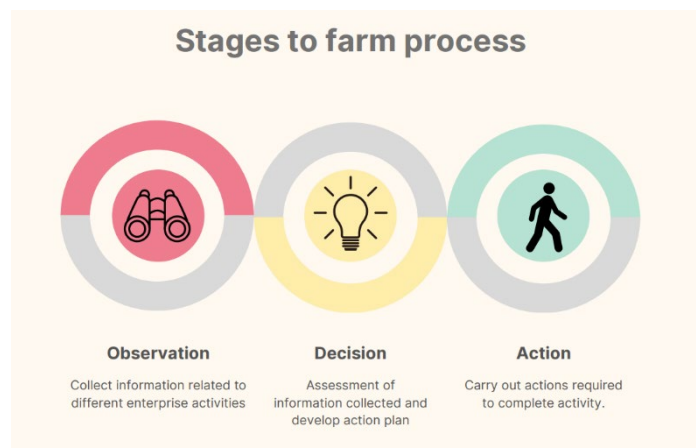 Stages to farm process
Observation
Collect information related to
different enterprise activities
Decision
Assessment of
information collected and
develop action plan
Action
Carry out actions required
to complete activity.